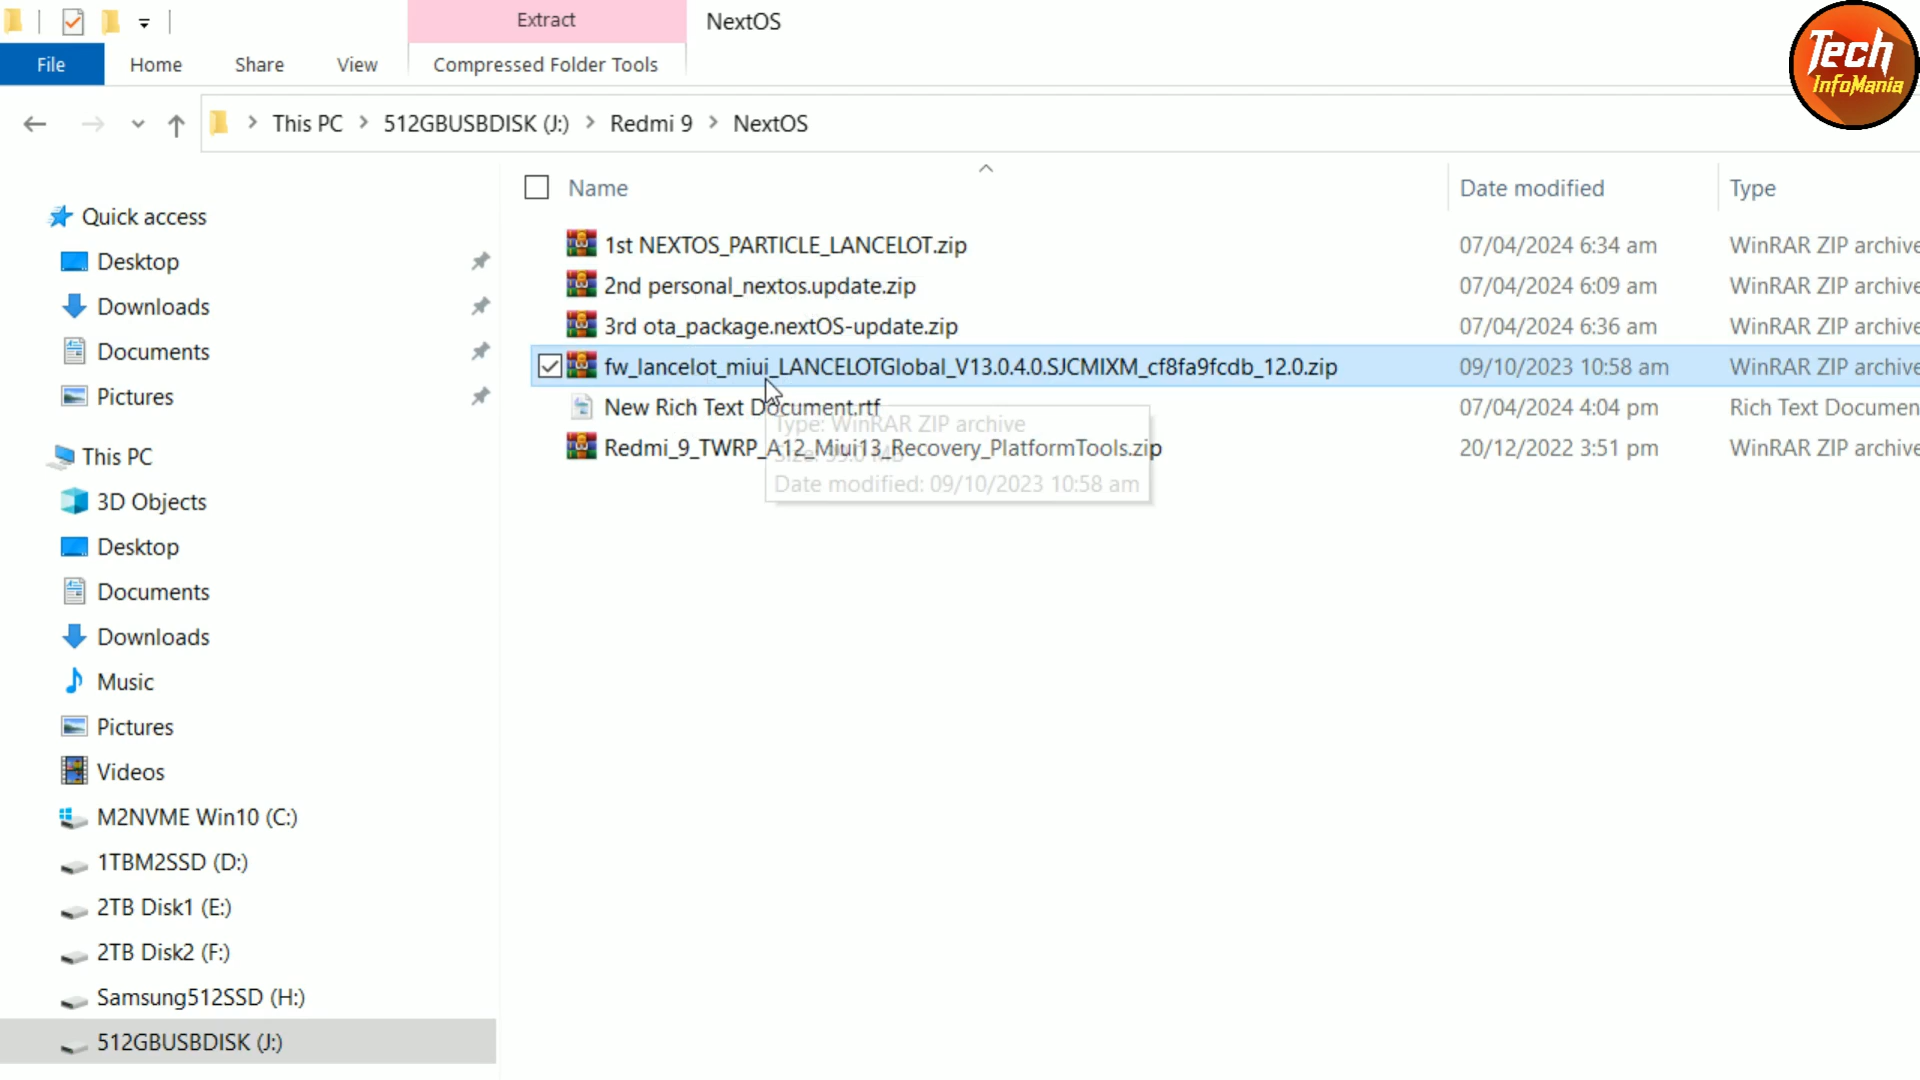 Extract
NextOS
File
Home
Share
View
Compressed Folder Tools
Tech
InfoMania
This PC
512GBUSBDISK (J:)
Redmi 9
NextOS
Name
Date modified
Type
Quick access
Desktop
Downloads
Documents
Pictures
This PC
3D Objects
Desktop
Documents
Downloads
Music
Pictures
Videos
M2NVME Win10 (C:)
1TBM2SSD (D:)
2TB Disk1 (E:)
2TB Disk2 (F:)
Samsung512SSD (H:)
512GBUSBDISK (J:)
1st NEXTOS_PARTICLE_LANCELOT.zip 07/04/2024 6:34 am WinRAR ZIP archive
2nd personal_nextos.update.zip 07/04/2024 6:09 am WinRAR ZIP archive
3rd ota_package.nextOS-update.zip 07/04/2024 6:36 am WinRAR ZIP archive
fw_lancelot_miui_LANCELOTGlobal_V13.0.4.0.SJCMIXM_cf8fa9fcdb_12.0.zip 09/10/2023 10:58 am WinRAR ZIP archive
New Rich Text Document.rtf 07/04/2024 4:04 pm Rich Text Documen
Type: WinRAR ZIP archive
Redmi_9_TWRP_A12_Miui13_Recovery_PlatformTools.zip 20/12/2022 3:51 pm WinRAR ZIP archive
Date modified: 09/10/2023 10:58 am